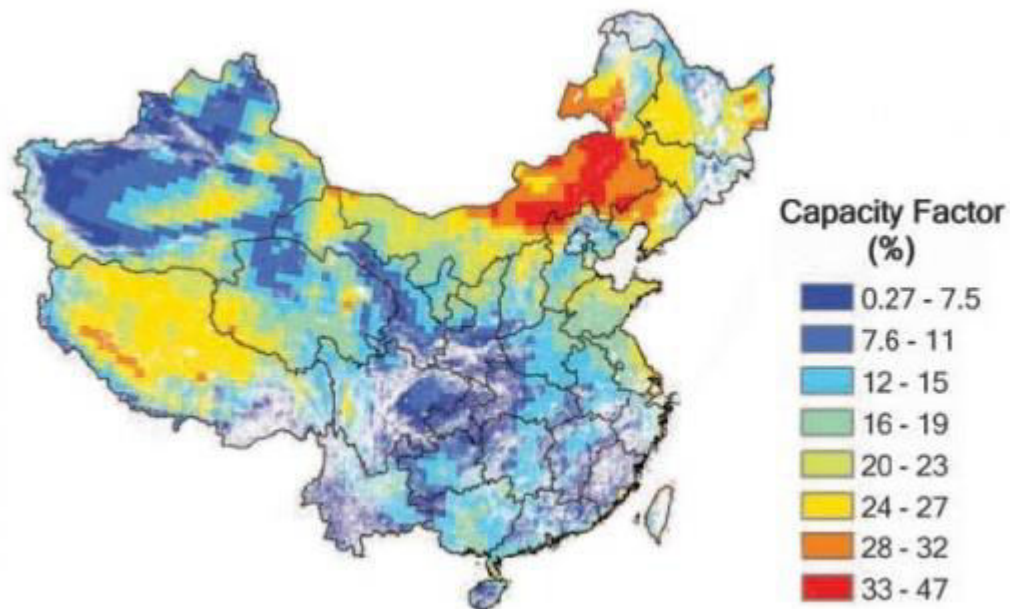 Capacity Factor
(%)
0.27 - 7.5
7.6 - 11
12 - 15
16 - 19
20 - 23
24 - 27
28 - 32
33 - 47